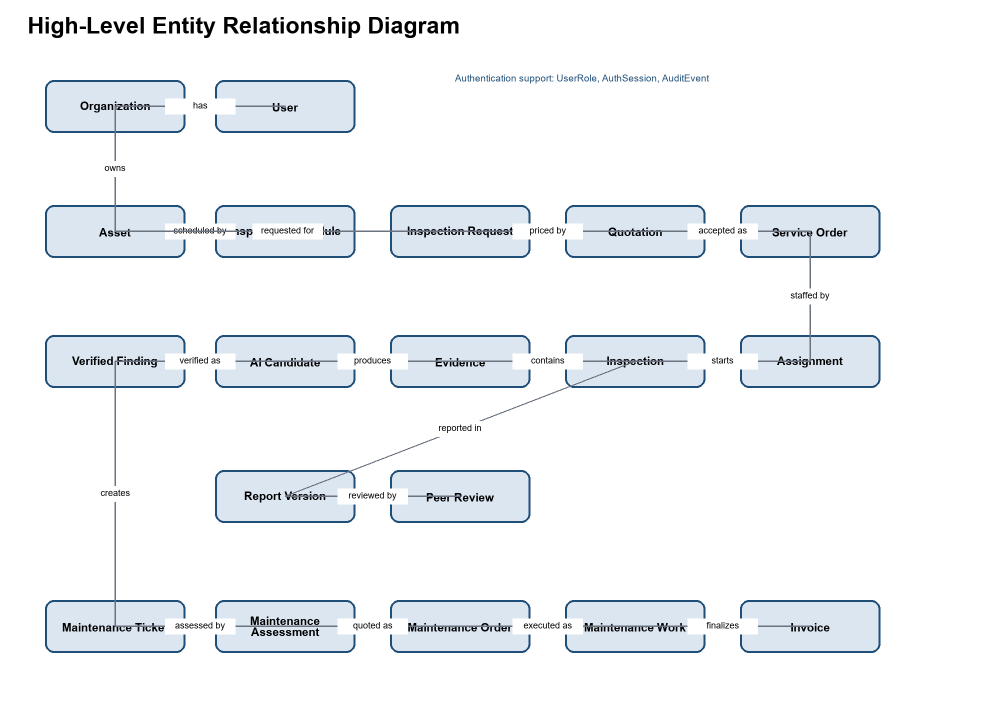 High-Level Entity Relationship Diagram
Authentication support: UserRole, AuthSession, AuditEvent
Organization
has
User
owns
Asset
scheduled by
requested for
Inspection Request
priced by
Quotation
accepted as
Service Order
staffed by
Verified Finding
verified as
AI Candidate
produces
Evidence
contains
Inspection
starts
Assignment
reported in
creates
Report Version
reviewed by
Peer Review
Maintenance Ticke
assessed by
Maintenance
Assessment
quoted as
Maintenance Order
executed as
Maintenance Work
finalizes
Invoice